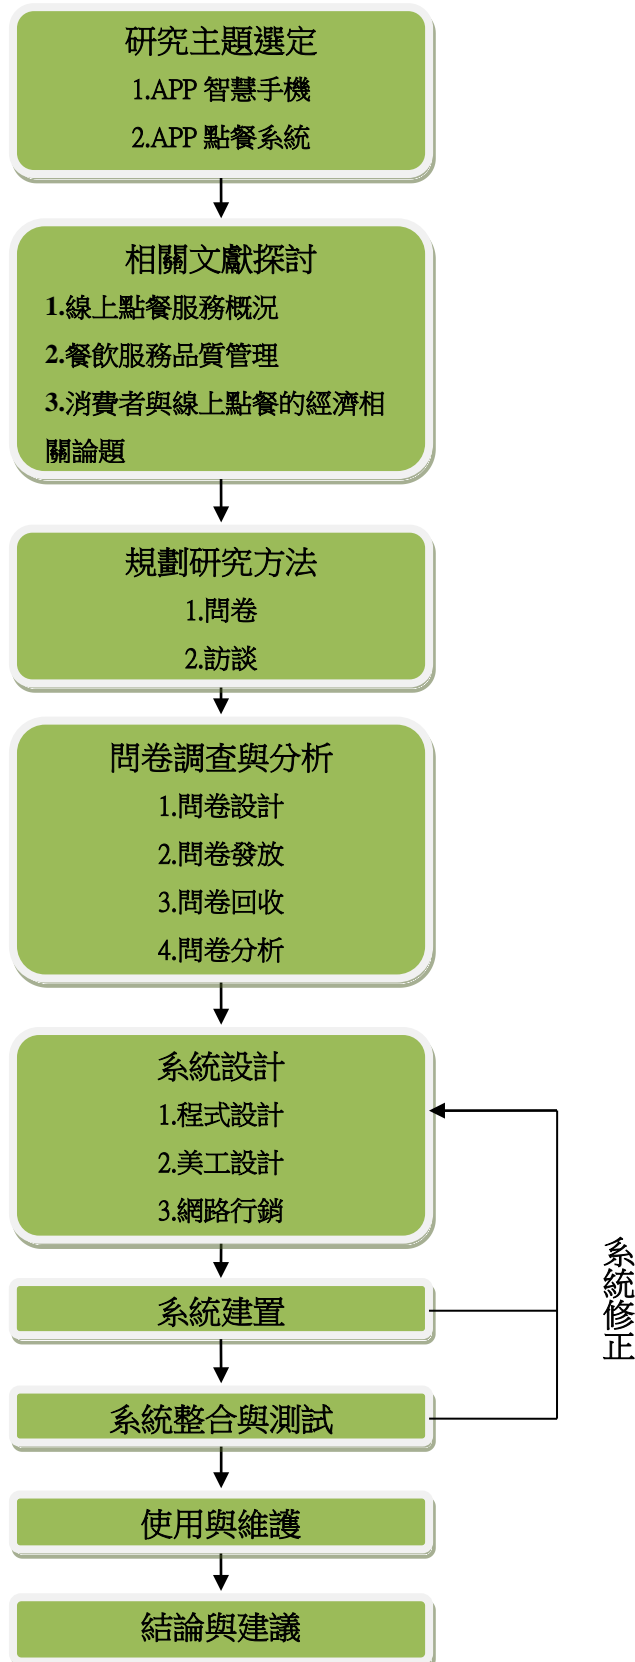 研究主題選定
1.APP 智慧手機
2.APP 點餐系統
相關文獻探討
1.線上點餐服務概況
2.餐飲服務品質管理
3.消費者與線上點餐的經濟相
關論題
規劃研究方法
1.問卷
2.訪談
問卷調查與分析
1.問卷設計
2.問卷發放
3.問卷回收
4.問卷分析
系統設計
1.程式設計
2.美工設計
3.網路行銷
系統修正
系統建置
系統整合與測試
使用與維護
結論與建議